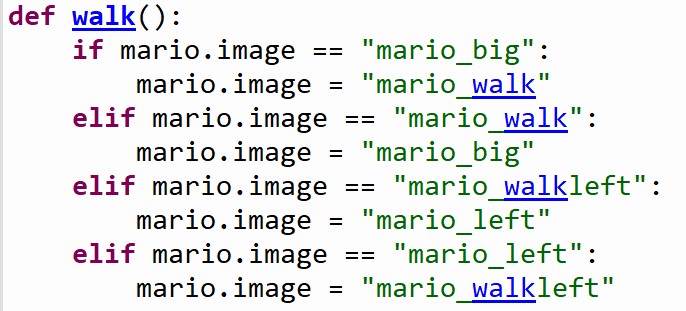 def walk():
    if mario.image == "mario_big":
        mario.image = "mario_walk"
    elif mario.image == "mario_walk":
        mario.image = "mario_big"
    elif mario.image == "mario_walkleft":
        mario.image = "mario_left"
    elif mario.image == "mario_left":
        mario.image = "mario_walkleft"